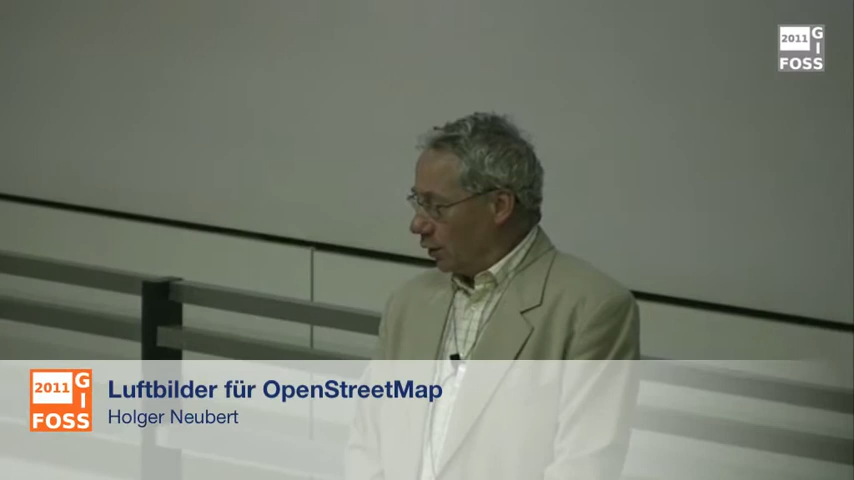 2011 G
I
FOSS
2011 G
I
FOSS
Luftbilder für OpenStreetMap
Holger Neubert